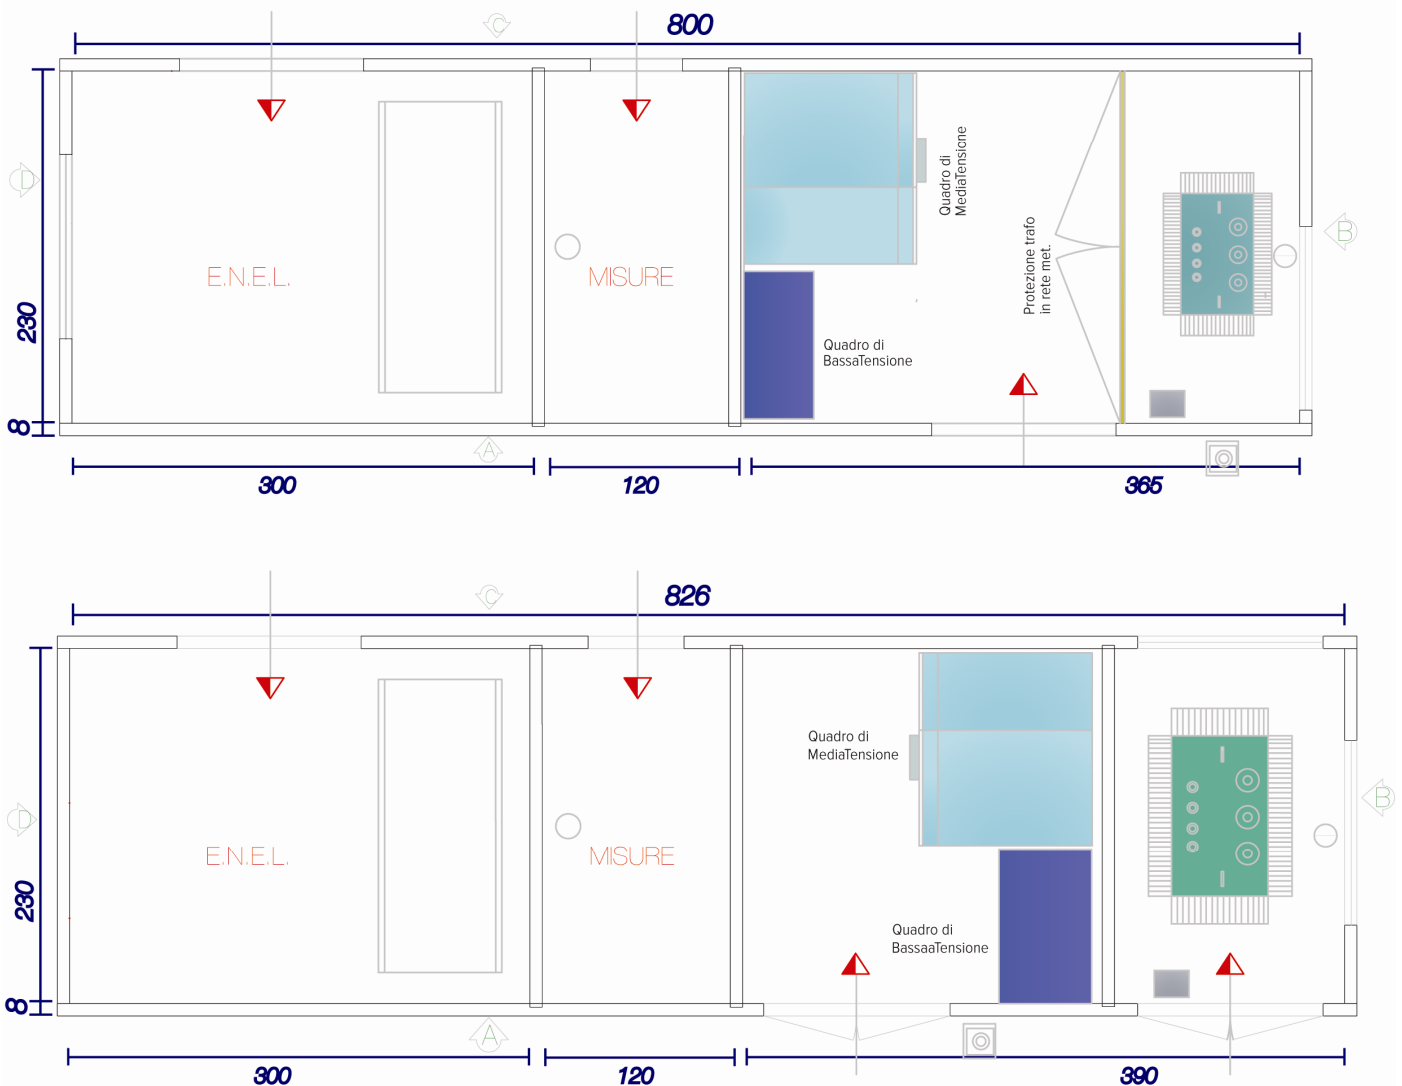 800
C
D
E.N.E.L.
MISURE
Quadro di
MediaTensione
Protezione trafo
in rete met.
Quadro di
BassaTensione
B
230
8
A
300
120
365
826
C
D
E.N.E.L.
MISURE
Quadro di
MediaTensione
Quadro di
BassaaTensione
B
230
8
A
300
120
390